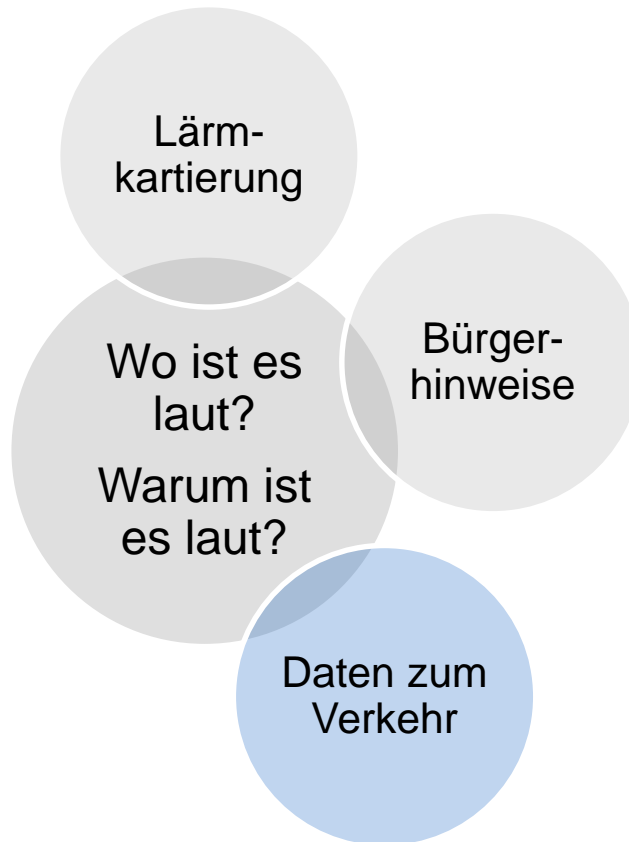 Lärm-
kartierung
Wo ist es
laut?
Warum ist
es laut?
Bürger-
hinweise
Daten zum
Verkehr